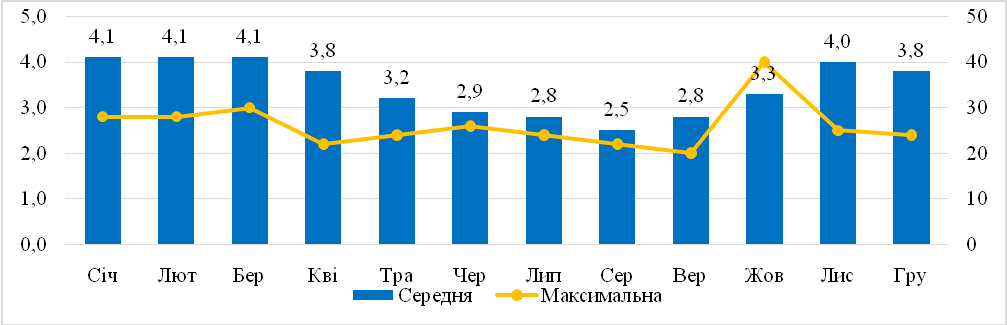 5,0 50
4,1 4,1 4,1 3,8 3,2 2,9 2,8 2,5 2,8 3,3 4,0 3,8
4,0 40
3,0 30
2,0 20
1,0 10
0,0 0
Січ Лют Бер Кві Тра Чер Лип Сер Вер Жов Лис Гру
Середня Максимальна